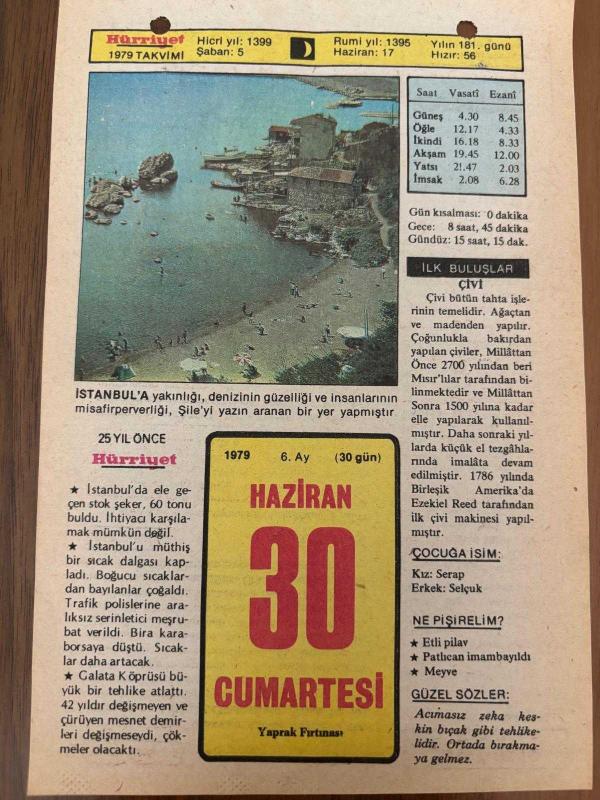 Hürriyet
1979 TAKVİMİ
Hicri yıl: 1399
Şaban: 5
Rumi yıl: 1395
Haziran: 17
Yılın 181. günü
Hızır: 56
Saat Vasatî Ezanî
Güneş 4.30 8.45
Öğle 12.17 4.33
İkindi 16.18 8.33
Akşam 19.45 12.00
Yatsı 21.47 2.03
İmsak 2.08 6.28
Gün kısalması: 0 dakika
Gece: 8 saat, 45 dakika
Gündüz: 15 saat, 15 dak.
İSTANBUL'A yakınlığı, denizinin güzelliği ve insanlarının
misafirperverliği, Şile'yi yazın aranan bir yer yapmıştır
İLK BULUŞLAR
ÇİVİ
Çivi bütün tahta işle-
rinin temelidir. Ağaçtan
ve madenden yapılır.
Çoğunlukla bakırdan
yapılan çiviler, Millâttan
Önce 2700 yılından beri
Mısır'lılar tarafından bi-
linmektedir ve Millâttan
Sonra 1500 yılına kadar
elle yapılarak kullanıl-
mıştır. Daha sonraki yıl-
larda küçük el tezgâhla-
rında imalâta devam
edilmiştir. 1786 yılında
Birleşik Amerika'da
Ezekiel Reed tarafından
ilk çivi makinesi yapıl-
mıştır.
25 YIL ÖNCE
Hürriyet
★ İstanbul'da ele ge-
çen stok şeker, 60 tonu
buldu. İhtiyacı karşıla-
mak mümkün değil.
★ İstanbul'u müthiş
bir sıcak dalgası kap-
ladı. Boğucu sıcaklar-
dan bayılanlar çoğaldı.
Trafik polislerine ara-
lıksız serinletici meşru-
bat verildi. Bira kara-
borsaya düştü. Sıcak-
lar daha artacak.
★ Galata Köprüsü bü-
yük bir tehlike atlattı.
42 yıldır değişmeyen ve
çürüyen mesnet demir-
leri değişmeseydi, çök-
meler olacaktı.
1979 6. Ay (30 gün)
HAZİRAN
30
CUMARTESİ
Yaprak Fırtınası
ÇOCUĞA İSİM:
Kız: Serap
Erkek: Selçuk
NE PİŞİRELİM?
★ Etli pilav
★ Patlıcan imambayıldı
★ Meyve
GÜZEL SÖZLER:
Acımasız zeka kes-
kin bıçak gibi tehlike-
lidir. Ortada bırakma-
ya gelmez.